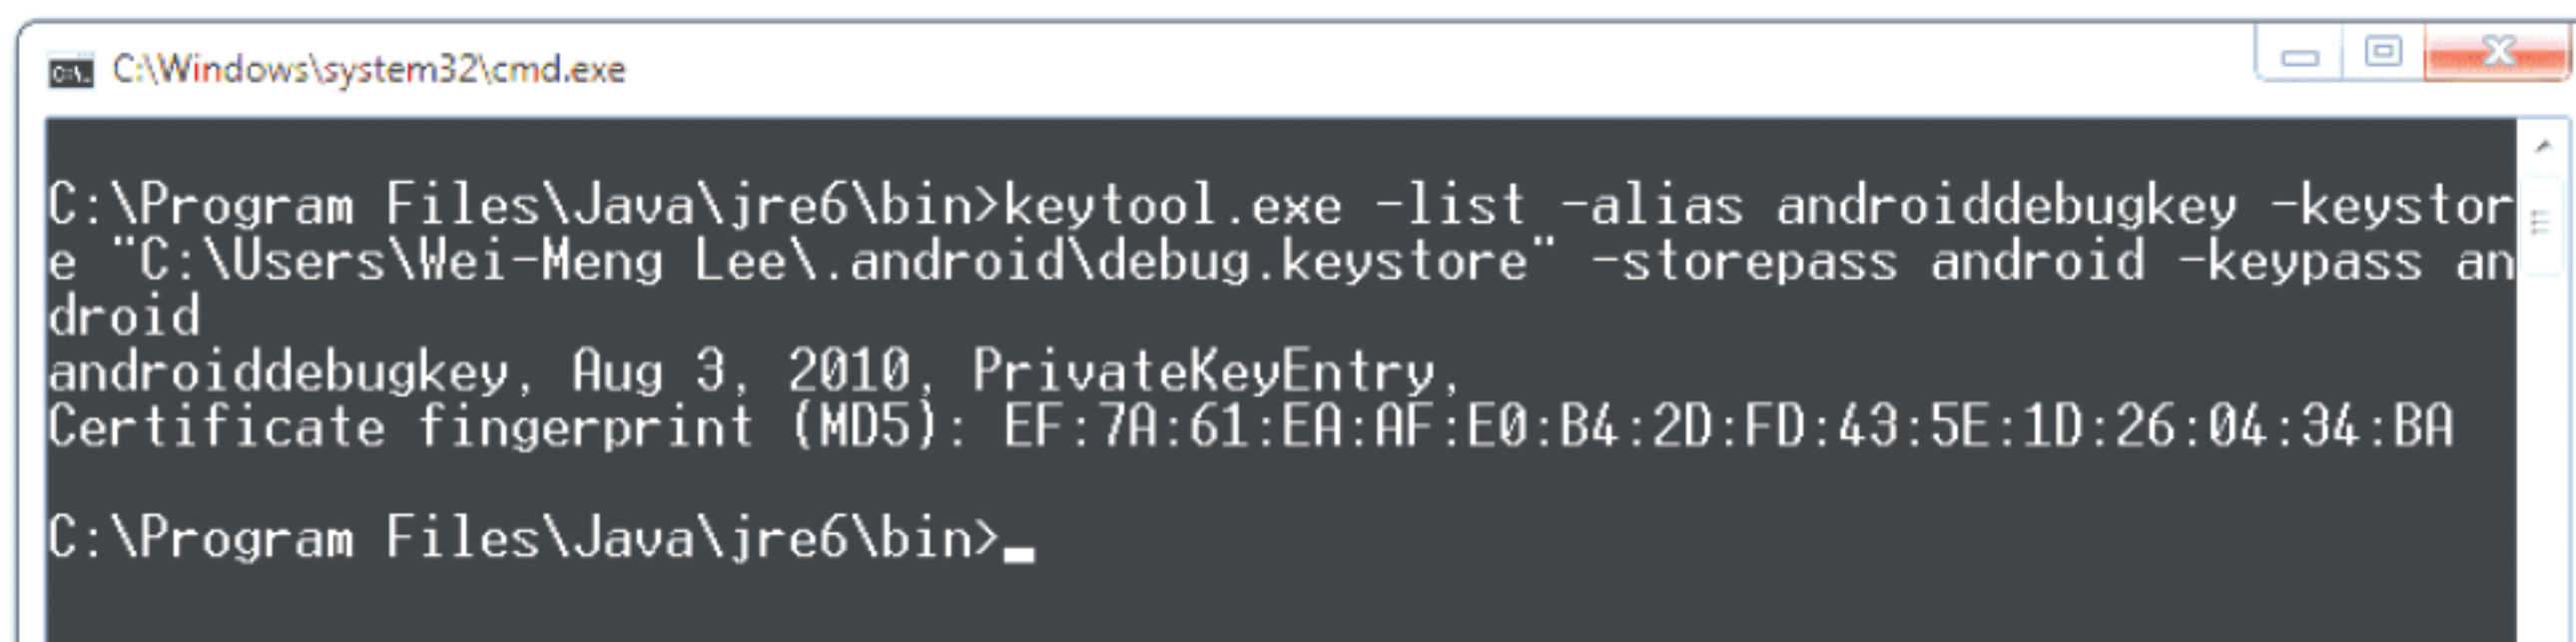 C:\Windows\system32\cmd.exe
C:\Program Files\Java\jre6\bin>keytool.exe -list -alias androiddebugkey -keystor
e "C:\Users\Wei-Meng Lee\.android\debug.keystore" -storepass android -keypass an
droid
androiddebugkey, Aug 3, 2010, PrivateKeyEntry,
Certificate fingerprint (MD5): EF:7A:61:EA:AF:E0:B4:2D:FD:43:5E:1D:26:04:34:BA
C:\Program Files\Java\jre6\bin>